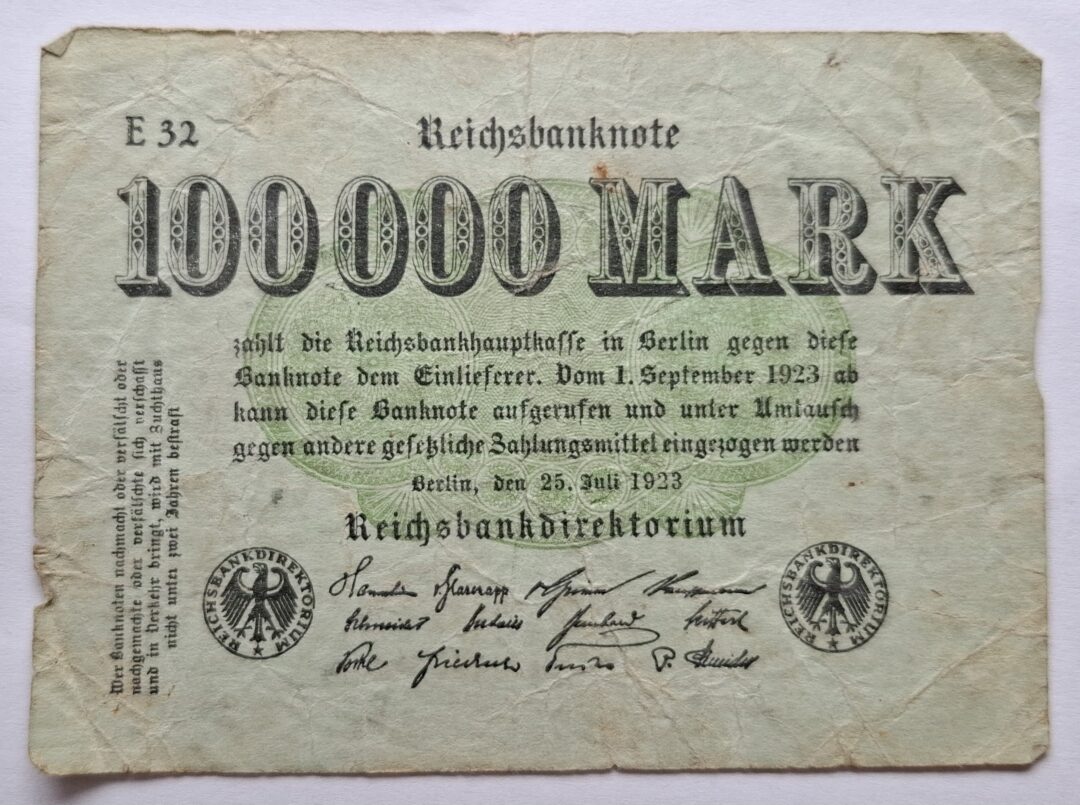 E 32
Reichsbanknote
100000 MARK
zahlt die Reichsbankhauptkasse in Berlin gegen diese
Banknote dem Einlieferer. Vom 1. September 1923 ab
kann diese Banknote aufgerufen und unter Umtausch
gegen andere gesetzliche Zahlungsmittel eingezogen werden
Berlin, den 25. Juli 1923
Reichsbankdirektorium
Wer Banknoten nachmacht oder verfälscht oder
nachgemachte oder verfälschte sich verschafft
und in Verkehr bringt, wird mit Zuchthaus
nicht unter zwei Jahren bestraft
REICHSBANKDIREKTORIUM
REICHSBANKDIREKTORIUM